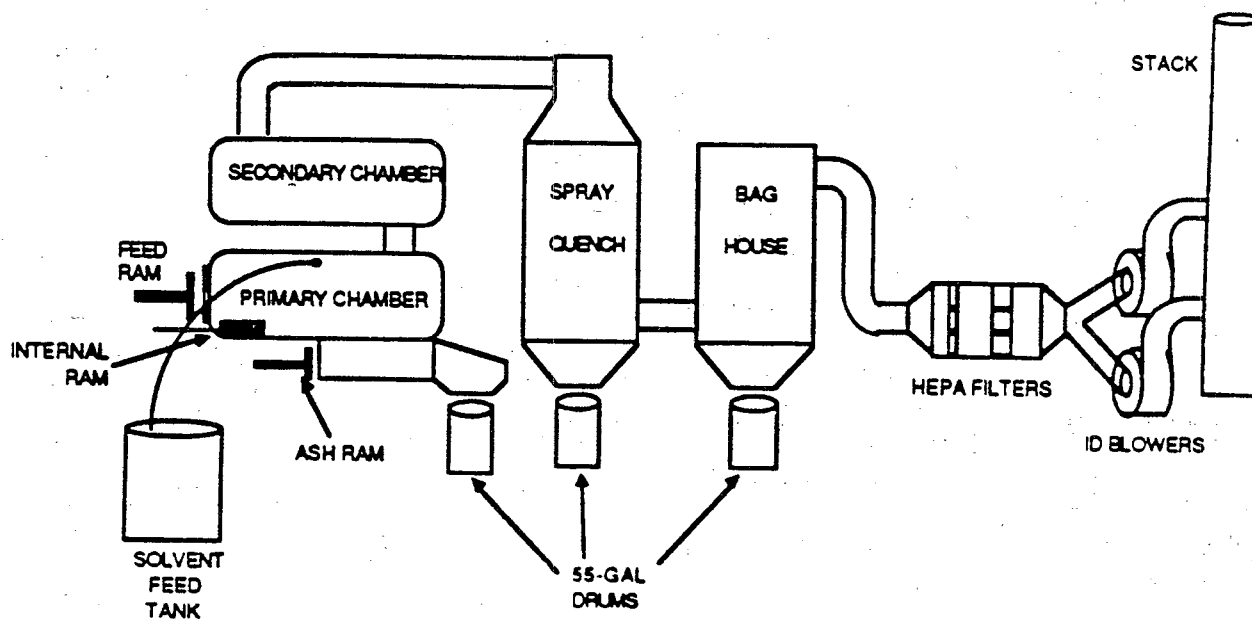 STACK
SECONDARY CHAMBER
SPRAY
QUENCH
BAG
HOUSE
FEED
RAM
PRIMARY CHAMBER
INTERNAL
RAM
HEPA FILTERS
ID BLOWERS
ASH RAM
SOLVENT
FEED
TANK
55-GAL
DRUMS